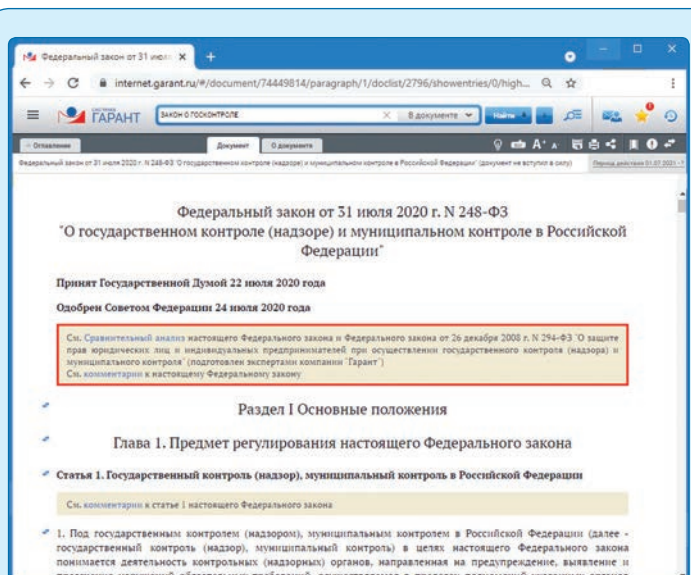 Федеральный закон от 31 июля
internet.garant.ru/#/document/74449814/paragraph/1/doclist/2796/showentries/0/high...
СИСТЕМА
ГАРАНТ
ЗАКОН О ГОСКОНТРОЛЕ
В документе
Найти
Оглавление
Документ
О документе
Федеральный закон от 31 июля 2020 г. N 248-ФЗ "О государственном контроле (надзоре) и муниципальном контроле в Российской Федерации" (документ не вступил в силу)
Период действия 01.07.2021 -
Федеральный закон от 31 июля 2020 г. N 248-ФЗ
"О государственном контроле (надзоре) и муниципальном контроле в Российской
Федерации"
Принят Государственной Думой 22 июля 2020 года
Одобрен Советом Федерации 24 июля 2020 года
См. Сравнительный анализ настоящего Федерального закона и Федерального закона от 26 декабря 2008 г. N 294-ФЗ "О защите
прав юридических лиц и индивидуальных предпринимателей при осуществлении государственного контроля (надзора) и
муниципального контроля" (подготовлен экспертами компании "Гарант")
См. комментарии к настоящему Федеральному закону
Раздел I Основные положения
Глава 1. Предмет регулирования настоящего Федерального закона
Статья 1. Государственный контроль (надзор), муниципальный контроль в Российской Федерации
См. комментарии к статье 1 настоящего Федерального закона
1. Под государственным контролем (надзором), муниципальным контролем в Российской Федерации (далее -
государственный контроль (надзор), муниципальный контроль) в целях настоящего Федерального закона
понимается деятельность контрольных (надзорных) органов, направленная на предупреждение, выявление и